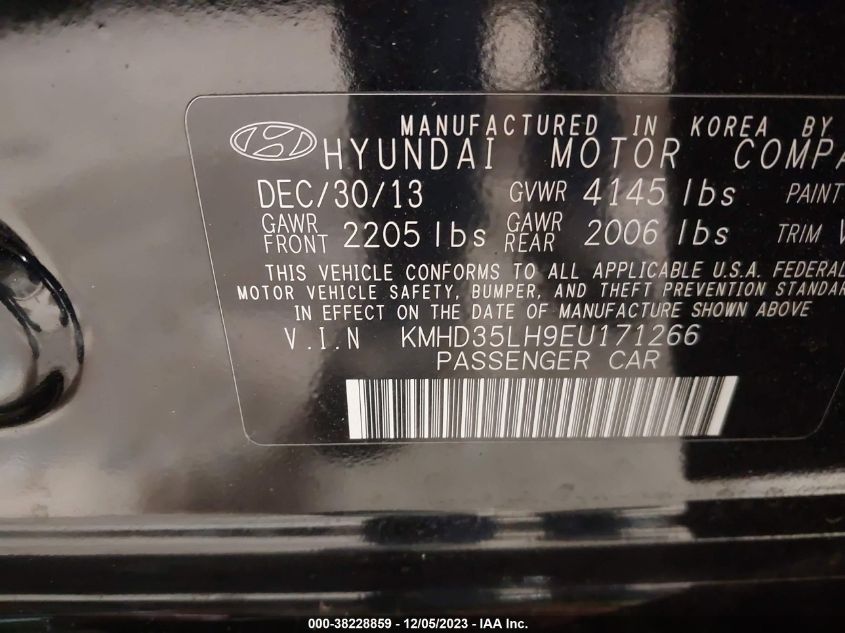 MANUFACTURED IN KOREA BY
HYUNDAI MOTOR COMPA
DEC/30/13 GVWR 4145 lbs PAINT
GAWR FRONT 2205 lbs GAWR REAR 2006 lbs TRIM V
THIS VEHICLE CONFORMS TO ALL APPLICABLE U.S.A. FEDERAL
MOTOR VEHICLE SAFETY, BUMPER, AND THEFT PREVENTION STANDAR
IN EFFECT ON THE DATE OF MANUFACTURE SHOWN ABOVE
V.I.N KMHD35LH9EU171266
PASSENGER CAR
000-38228859 - 12/05/2023 - IAA Inc.